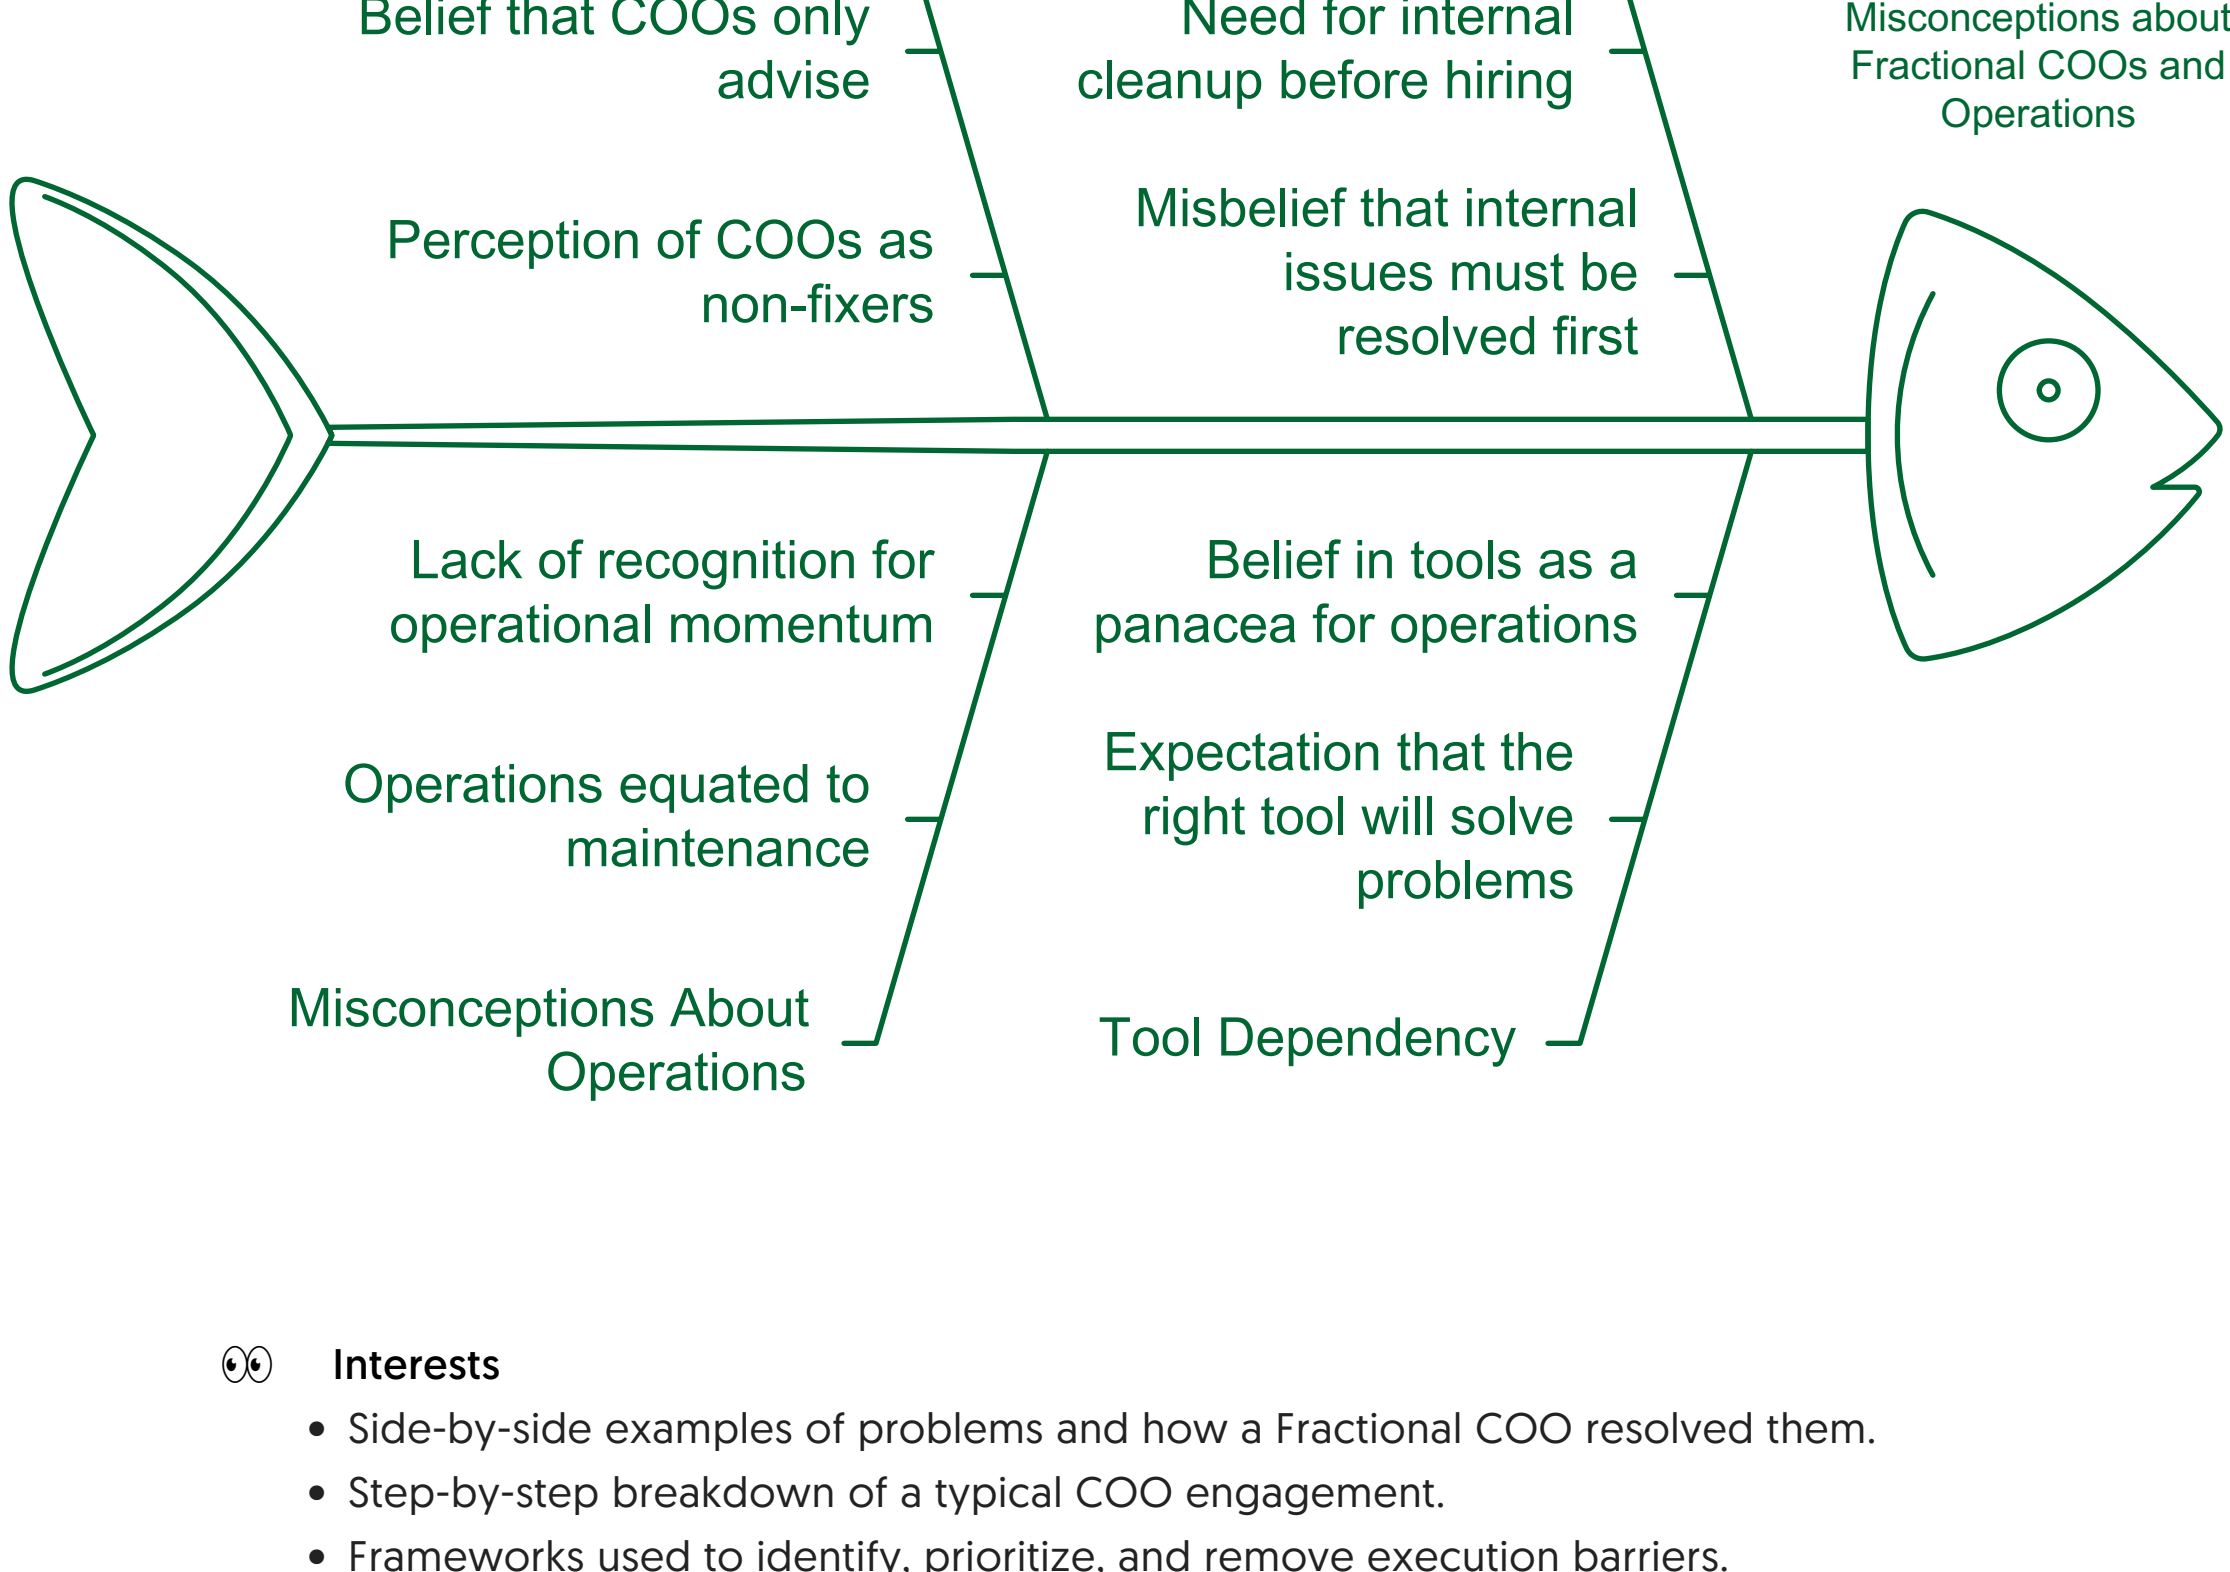 Belief that COOs only
advise
Need for internal
cleanup before hiring
Misconceptions about
Fractional COOs and
Operations
Perception of COOs as
non-fixers
Misbelief that internal
issues must be
resolved first
Lack of recognition for
operational momentum
Belief in tools as a
panacea for operations
Operations equated to
maintenance
Expectation that the
right tool will solve
problems
Misconceptions About
Operations
Tool Dependency
👀 Interests
• Side-by-side examples of problems and how a Fractional COO resolved them.
• Step-by-step breakdown of a typical COO engagement.
• Frameworks used to identify, prioritize, and remove execution barriers.